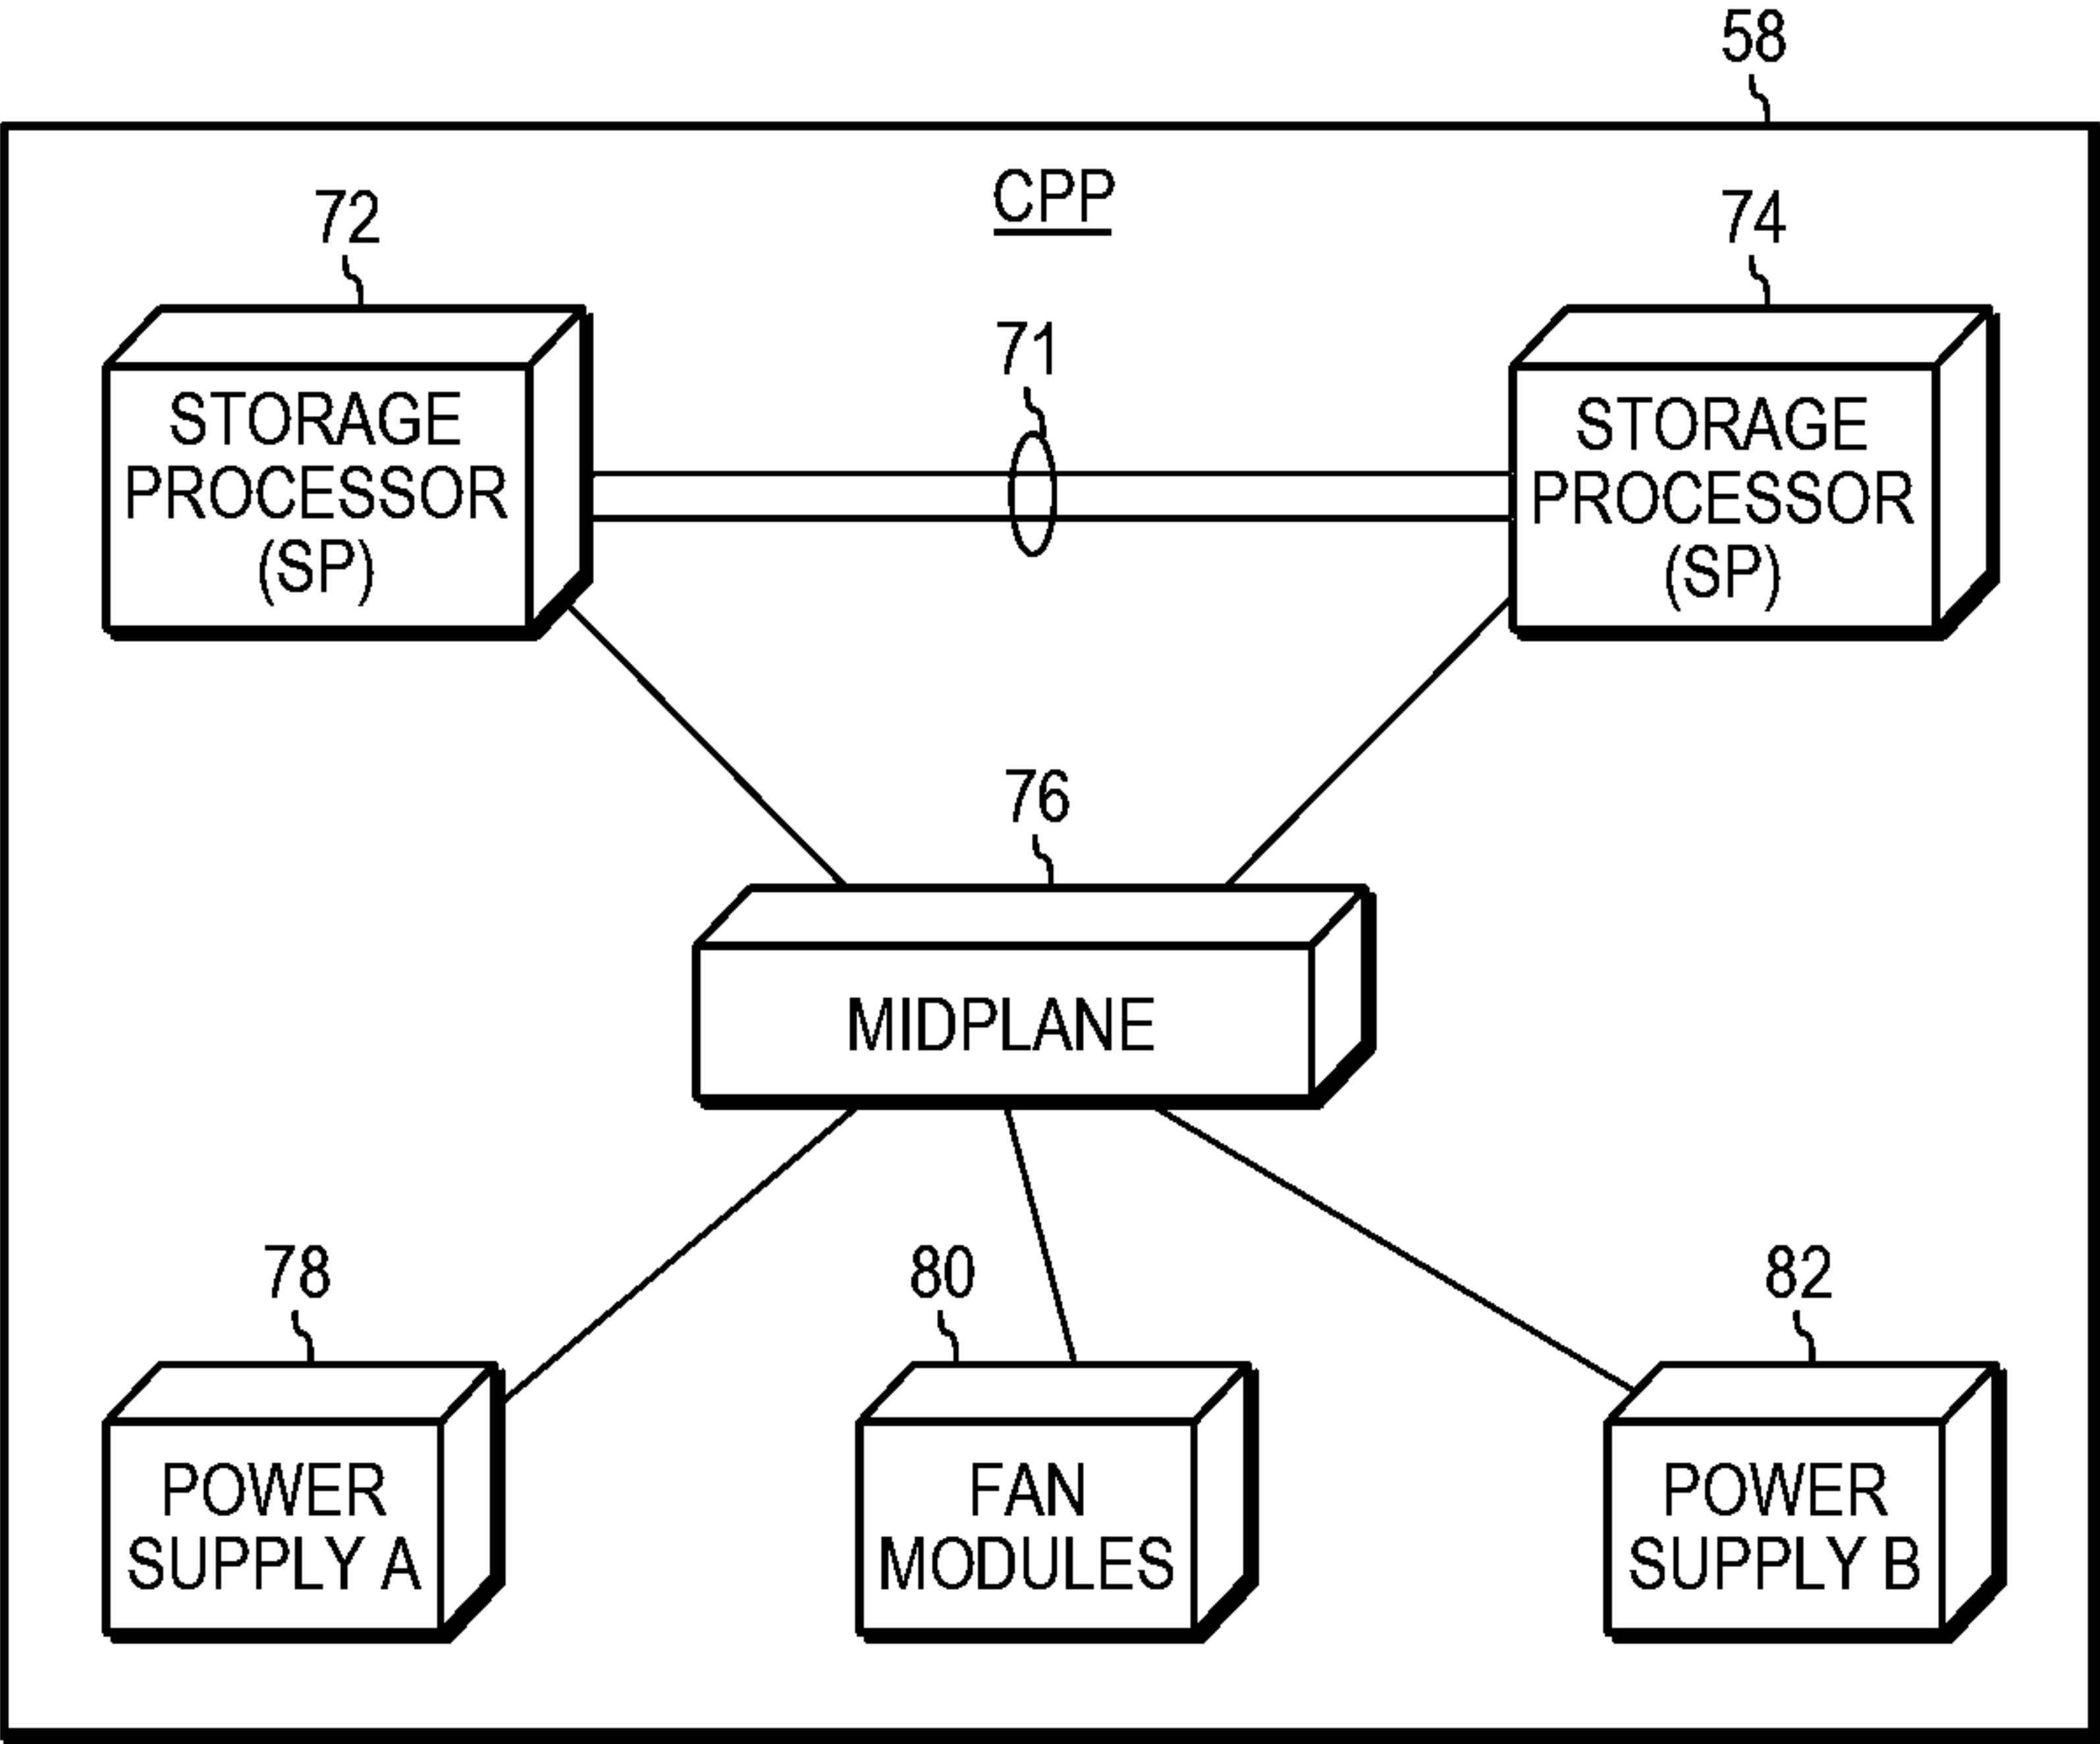 58
CPP
72
74
71
STORAGE
PROCESSOR
(SP)
STORAGE
PROCESSOR
(SP)
76
MIDPLANE
78
80
82
POWER
SUPPLY A
FAN
MODULES
POWER
SUPPLY B